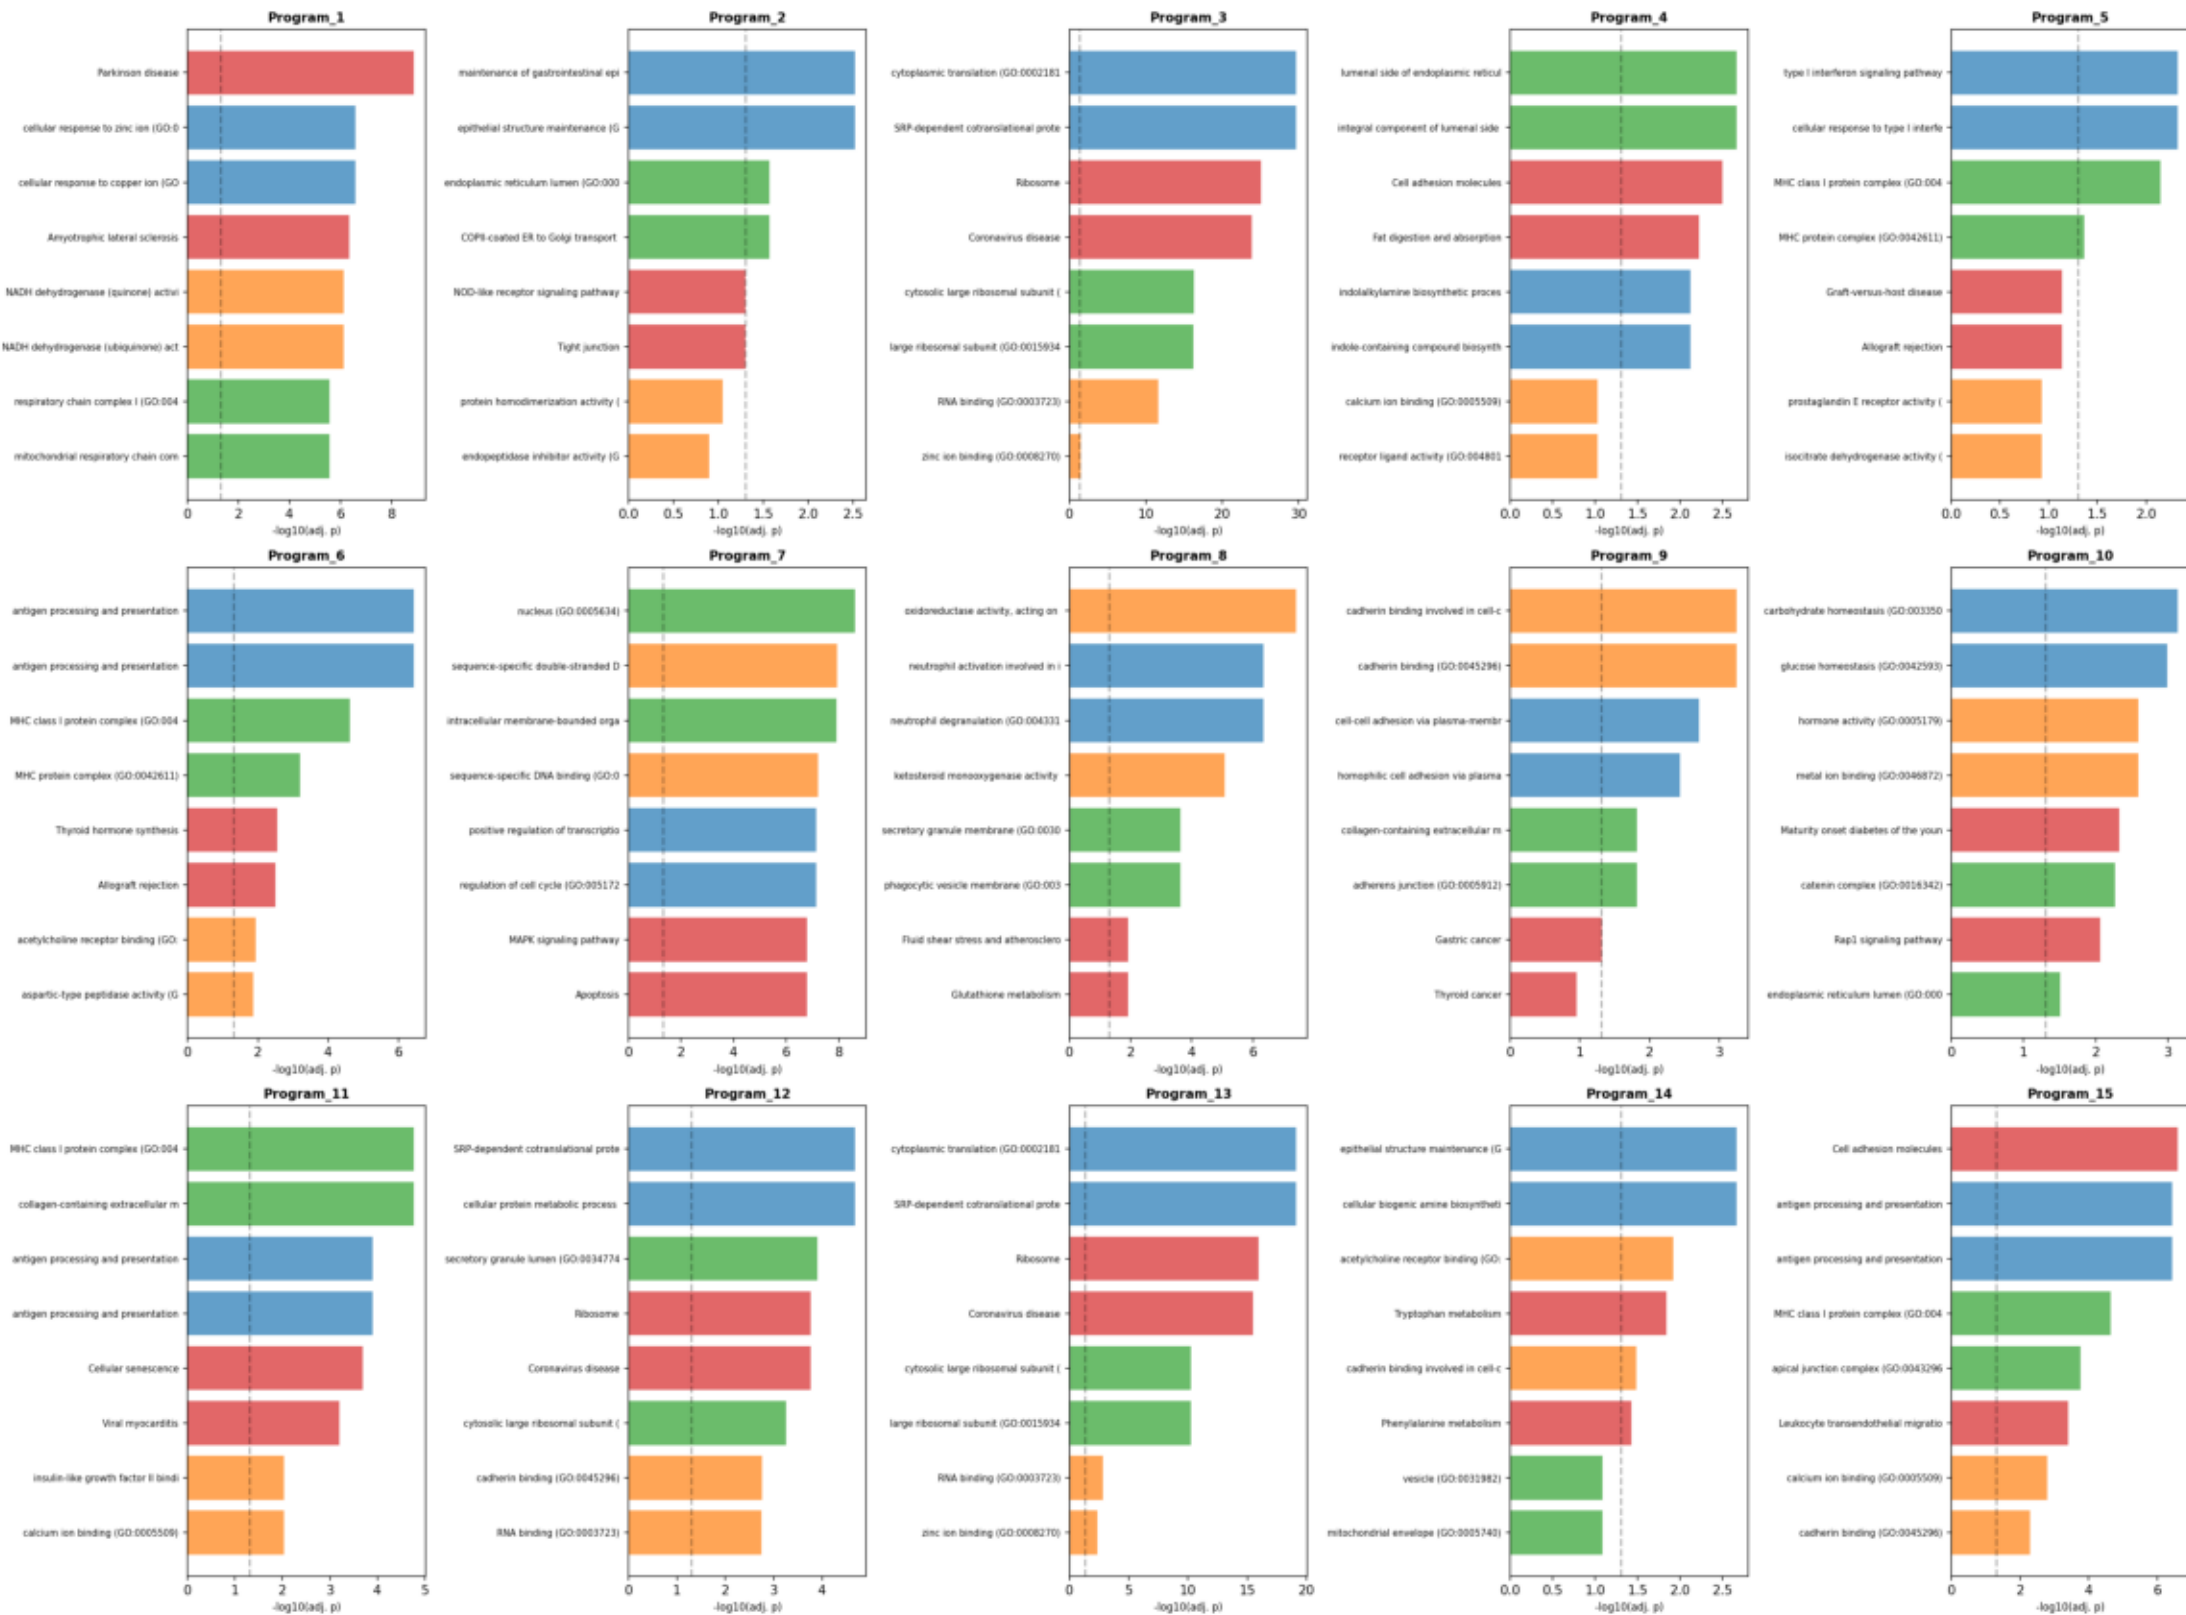 Program_1
Parkinson disease
cellular response to zinc ion (GO:0
cellular response to copper ion (GO
Amyotrophic lateral sclerosis
NADH dehydrogenase (quinone) activi
NADH dehydrogenase (ubiquinone) act
respiratory chain complex I (GO:004
mitochondrial respiratory chain com
0 2 4 6 8
-log10(adj. p)
Program_2
maintenance of gastrointestinal epi
epithelial structure maintenance (G
endoplasmic reticulum lumen (GO:000
COPII-coated ER to Golgi transport
NOD-like receptor signaling pathway
Tight junction
protein homodimerization activity (
endopeptidase inhibitor activity (G
0.0 0.5 1.0 1.5 2.0 2.5
-log10(adj. p)
Program_3
cytoplasmic translation (GO:0002181
SRP-dependent cotranslational prote
Ribosome
Coronavirus disease
cytosolic large ribosomal subunit (
large ribosomal subunit (GO:0015934
RNA binding (GO:0003723)
zinc ion binding (GO:0008270)
0 10 20 30
-log10(adj. p)
Program_4
lumenal side of endoplasmic reticul
integral component of lumenal side
Cell adhesion molecules
Fat digestion and absorption
indolalkylamine biosynthetic proces
indole-containing compound biosynth
calcium ion binding (GO:0005509)
receptor ligand activity (GO:004801
0.0 0.5 1.0 1.5 2.0 2.5
-log10(adj. p)
Program_5
type I interferon signaling pathway
cellular response to type I interfe
MHC class I protein complex (GO:004
MHC protein complex (GO:0042611)
Graft-versus-host disease
Allograft rejection
prostaglandin E receptor activity (
isocitrate dehydrogenase activity (
0.0 0.5 1.0 1.5 2.0
-log10(adj. p)
Program_6
antigen processing and presentation
antigen processing and presentation
MHC class I protein complex (GO:004
MHC protein complex (GO:0042611)
Thyroid hormone synthesis
Allograft rejection
acetylcholine receptor binding (GO:
aspartic-type peptidase activity (G
0 2 4 6
-log10(adj. p)
Program_7
nucleus (GO:0005634)
sequence-specific double-stranded D
intracellular membrane-bounded orga
sequence-specific DNA binding (GO:0
positive regulation of transcriptio
regulation of cell cycle (GO:005172
MAPK signaling pathway
Apoptosis
0 2 4 6 8
-log10(adj. p)
Program_8
oxidoreductase activity, acting on
neutrophil activation involved in i
neutrophil degranulation (GO:004331
ketosteroid monooxygenase activity
secretory granule membrane (GO:0030
phagocytic vesicle membrane (GO:003
Fluid shear stress and atherosclero
Glutathione metabolism
0 2 4 6
-log10(adj. p)
Program_9
cadherin binding involved in cell-c
cadherin binding (GO:0045296)
cell-cell adhesion via plasma-membr
homophilic cell adhesion via plasma
collagen-containing extracellular m
adherens junction (GO:0005912)
Gastric cancer
Thyroid cancer
0 1 2 3
-log10(adj. p)
Program_10
carbohydrate homeostasis (GO:003350
glucose homeostasis (GO:0042593)
hormone activity (GO:0005179)
metal ion binding (GO:0046872)
Maturity onset diabetes of the youn
catenin complex (GO:0016342)
Rap1 signaling pathway
endoplasmic reticulum lumen (GO:000
0 1 2 3
-log10(adj. p)
Program_11
MHC class I protein complex (GO:004
collagen-containing extracellular m
antigen processing and presentation
antigen processing and presentation
Cellular senescence
Viral myocarditis
insulin-like growth factor II bindi
calcium ion binding (GO:0005509)
0 1 2 3 4 5
-log10(adj. p)
Program_12
SRP-dependent cotranslational prote
cellular protein metabolic process
secretory granule lumen (GO:0034774
Ribosome
Coronavirus disease
cytosolic large ribosomal subunit (
cadherin binding (GO:0045296)
RNA binding (GO:0003723)
0 1 2 3 4
-log10(adj. p)
Program_13
cytoplasmic translation (GO:0002181
SRP-dependent cotranslational prote
Ribosome
Coronavirus disease
cytosolic large ribosomal subunit (
large ribosomal subunit (GO:0015934
RNA binding (GO:0003723)
zinc ion binding (GO:0008270)
0 5 10 15 20
-log10(adj. p)
Program_14
epithelial structure maintenance (G
cellular biogenic amine biosyntheti
acetylcholine receptor binding (GO:
Tryptophan metabolism
cadherin binding involved in cell-c
Phenylalanine metabolism
vesicle (GO:0031982)
mitochondrial envelope (GO:0005740)
0.0 0.5 1.0 1.5 2.0 2.5
-log10(adj. p)
Program_15
Cell adhesion molecules
antigen processing and presentation
antigen processing and presentation
MHC class I protein complex (GO:004
apical junction complex (GO:0043296
Leukocyte transendothelial migratio
calcium ion binding (GO:0005509)
cadherin binding (GO:0045296)
0 2 4 6
-log10(adj. p)